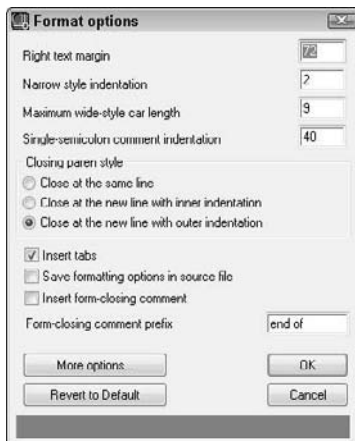 Format options
Right text margin 72
Narrow style indentation 2
Maximum wide-style car length 9
Single-semicolon comment indentation 40
Closing paren style
Close at the same line
Close at the new line with inner indentation
Close at the new line with outer indentation
Insert tabs
Save formatting options in source file
Insert form-closing comment
Form-closing comment prefix end of
More options... OK
Revert to Default Cancel